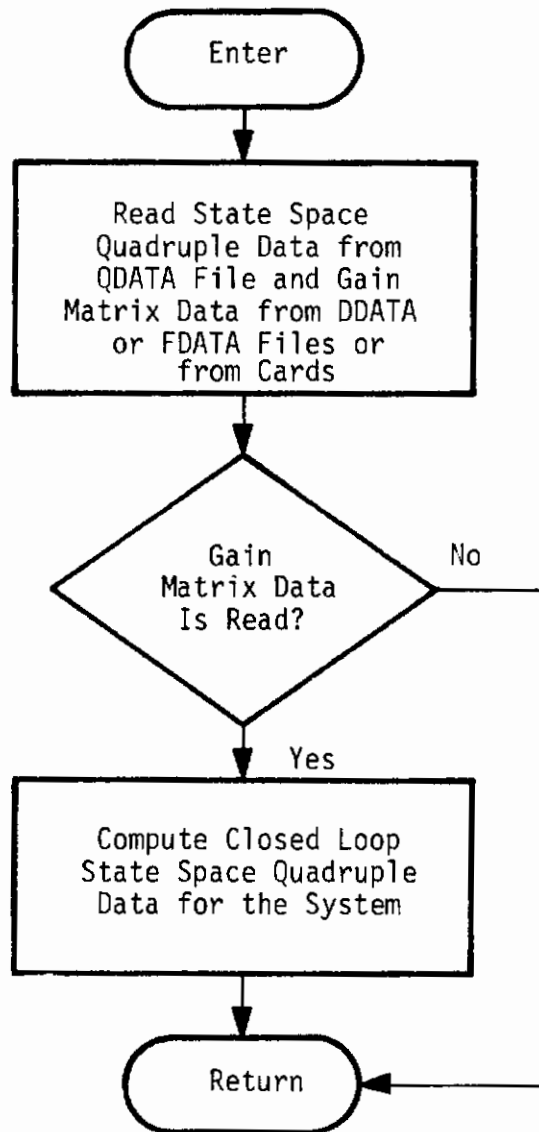 Enter
Read State Space
Quadruple Data from
QDATA File and Gain
Matrix Data from DDATA
or FDATA Files or
from Cards
Gain
Matrix Data
Is Read?
No
Yes
Compute Closed Loop
State Space Quadruple
Data for the System
Return